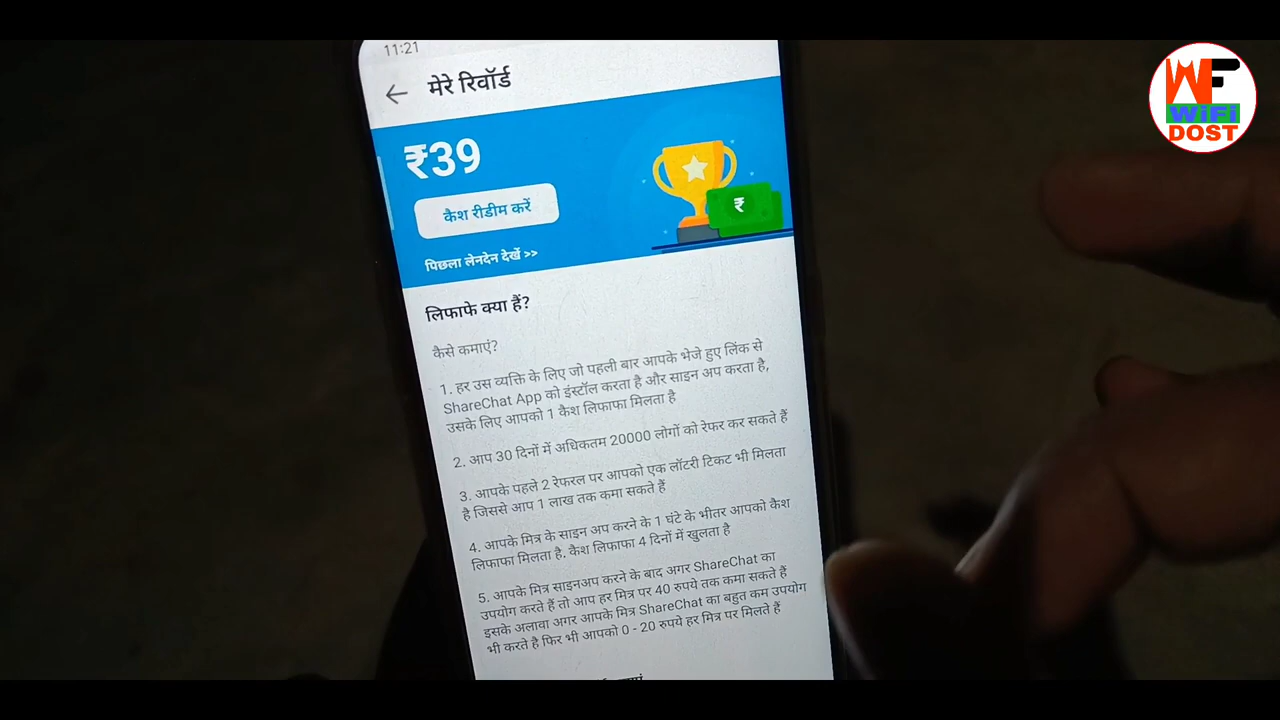 11:21
मेरे रिवॉर्ड
₹39
₹
कैश रीडीम करें
पिछला लेनदेन देखें >>
लिफाफे क्या हैं?
कैसे कमाएं?
1. हर उस व्यक्ति के लिए जो पहली बार आपके भेजे हुए लिंक से
ShareChat App को इंस्टॉल करता है और साइन अप करता है,
उसके लिए आपको 1 कैश लिफाफा मिलता है
2. आप 30 दिनों में अधिकतम 20000 लोगों को रेफर कर सकते हैं
3. आपके पहले 2 रेफरल पर आपको एक लॉटरी टिकट भी मिलता
है जिससे आप 1 लाख तक कमा सकते हैं
4. आपके मित्र के साइन अप करने के 1 घंटे के भीतर आपको कैश
लिफाफा मिलता है, कैश लिफाफा 4 दिनों में खुलता है
5. आपके मित्र साइनअप करने के बाद अगर ShareChat का
उपयोग करते हैं तो आप हर मित्र पर 40 रुपये तक कमा सकते हैं
इसके अलावा अगर आपके मित्र ShareChat का बहुत कम उपयोग
भी करते है फिर भी आपको 0 - 20 रुपये हर मित्र पर मिलते हैं
WF
WiFi
DOST